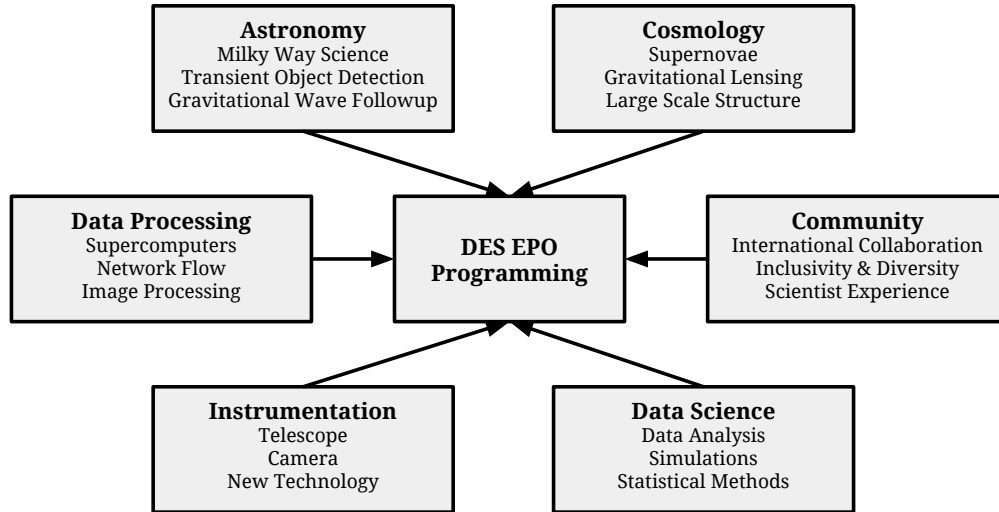 Astronomy
Milky Way Science
Transient Object Detection
Gravitational Wave Followup
Cosmology
Supernovae
Gravitational Lensing
Large Scale Structure
Data Processing
Supercomputers
Network Flow
Image Processing
DES EPO
Programming
Community
International Collaboration
Inclusivity & Diversity
Scientist Experience
Instrumentation
Telescope
Camera
New Technology
Data Science
Data Analysis
Simulations
Statistical Methods